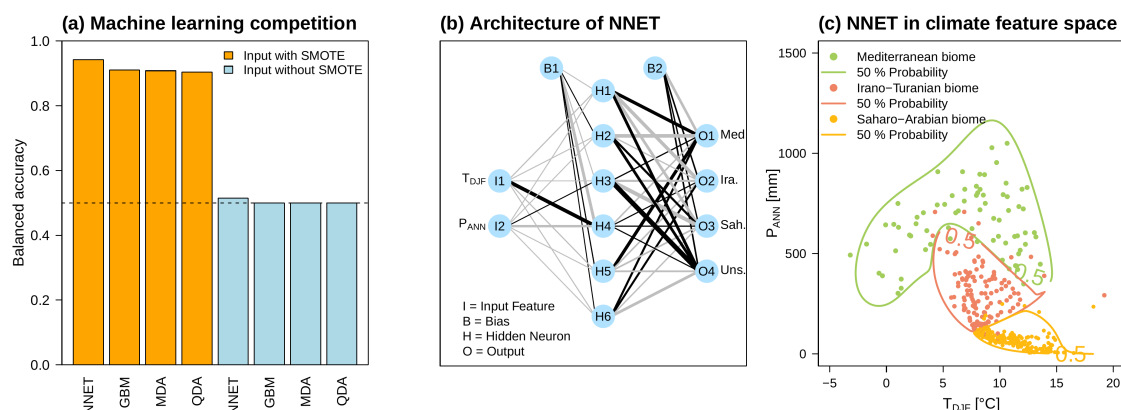 (a) Machine learning competition
Balanced accuracy
1.0
0.8
0.6
0.4
0.2
0.0
Input with SMOTE
Input without SMOTE
NNET
GBM
MDA
QDA
NNET
GBM
MDA
QDA
(b) Architecture of NNET
B1
B2
H1
H2
H3
H4
H5
H6
I1
I2
O1
O2
O3
O4
TDJF
PANN
Med
Ira.
Sah.
Uns.
I = Input Feature
B = Bias
H = Hidden Neuron
O = Output
(c) NNET in climate feature space
Mediterranean biome
50 % Probability
Irano−Turanian biome
50 % Probability
Saharo−Arabian biome
50 % Probability
PANN [mm]
1500
1000
500
0
0.5
0.5
0.5
−5
0
5
10
15
20
TDJF [°C]